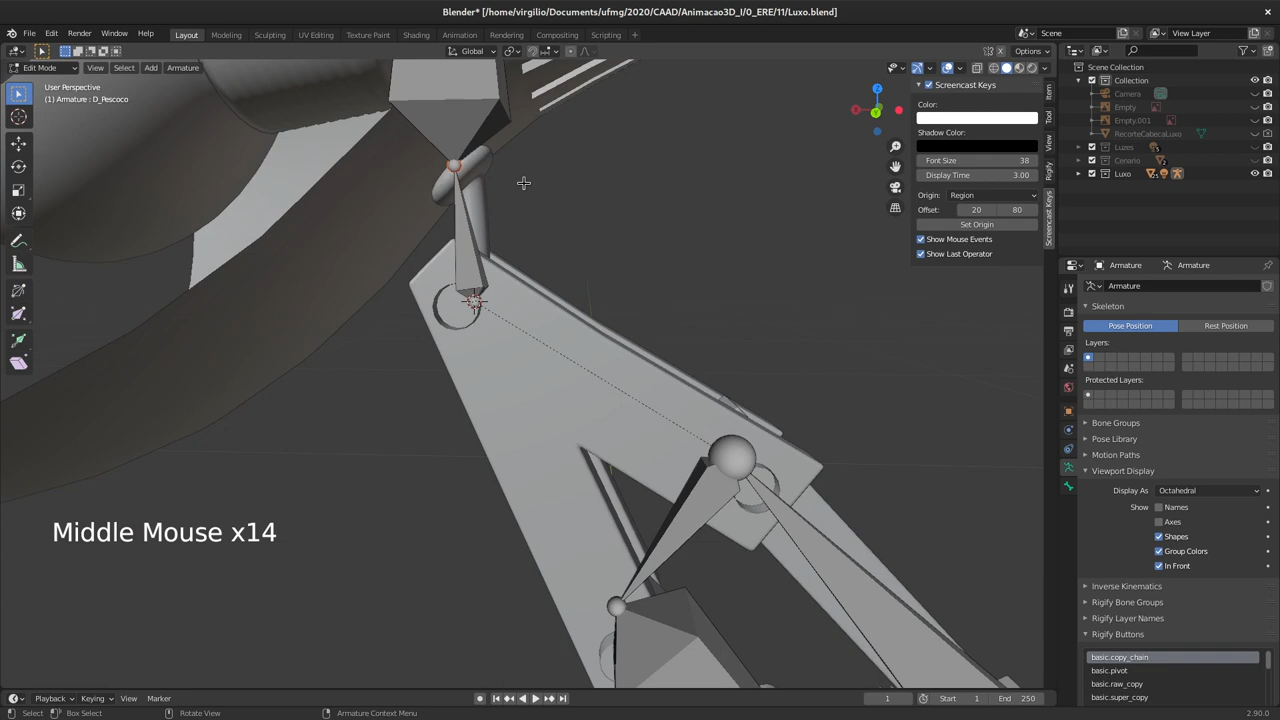 Blender* [/home/virgilio/Documents/ufmg/2020/CAAD/Animacao3D_I/0_ERE/11/Luxo.blend]
File Edit Render Window Help Layout Modeling Sculpting UV Editing Texture Paint Shading Animation Rendering Compositing Scripting Scene View Layer
Global Options
Edit Mode View Select Add Armature
User Perspective
(1) Armature : D_Pescoco
Screencast Keys
Color:
Shadow Color:
Font Size 38
Display Time 3.00
Origin: Region
Offset: 20 80
Set Origin
Show Mouse Events
Show Last Operator
Item
Tool
View
Rigify
Screencast Keys
Z
Y
Scene Collection
Collection
Camera
Empty
Empty.001
RecorteCabecaLuxo
Luzes
Cenario
Luxo
Armature Armature
Armature
Skeleton
Pose Position Rest Position
Layers:
Protected Layers:
Bone Groups
Pose Library
Motion Paths
Viewport Display
Display As Octahedral
Show Names
Axes
Shapes
Group Colors
In Front
Inverse Kinematics
Rigify Bone Groups
Rigify Layer Names
Rigify Buttons
basic.copy_chain
basic.pivot
basic.raw_copy
basic.super_copy
Middle Mouse x14
Playback Keying View Marker 1 Start 1 End 250
Select Box Select Rotate View Armature Context Menu 2.90.0